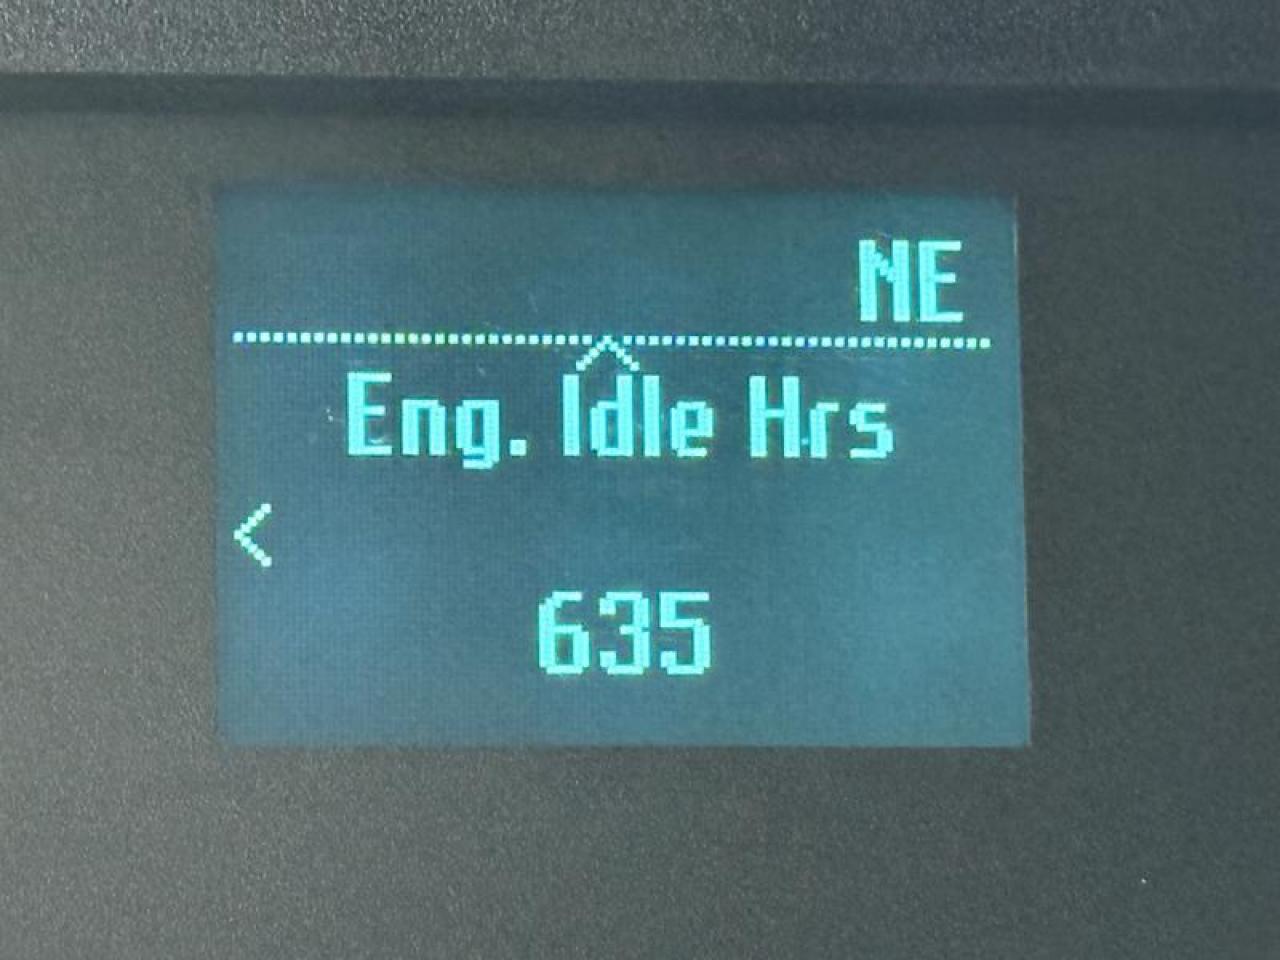 NE
Eng. Idle Hrs
<
635